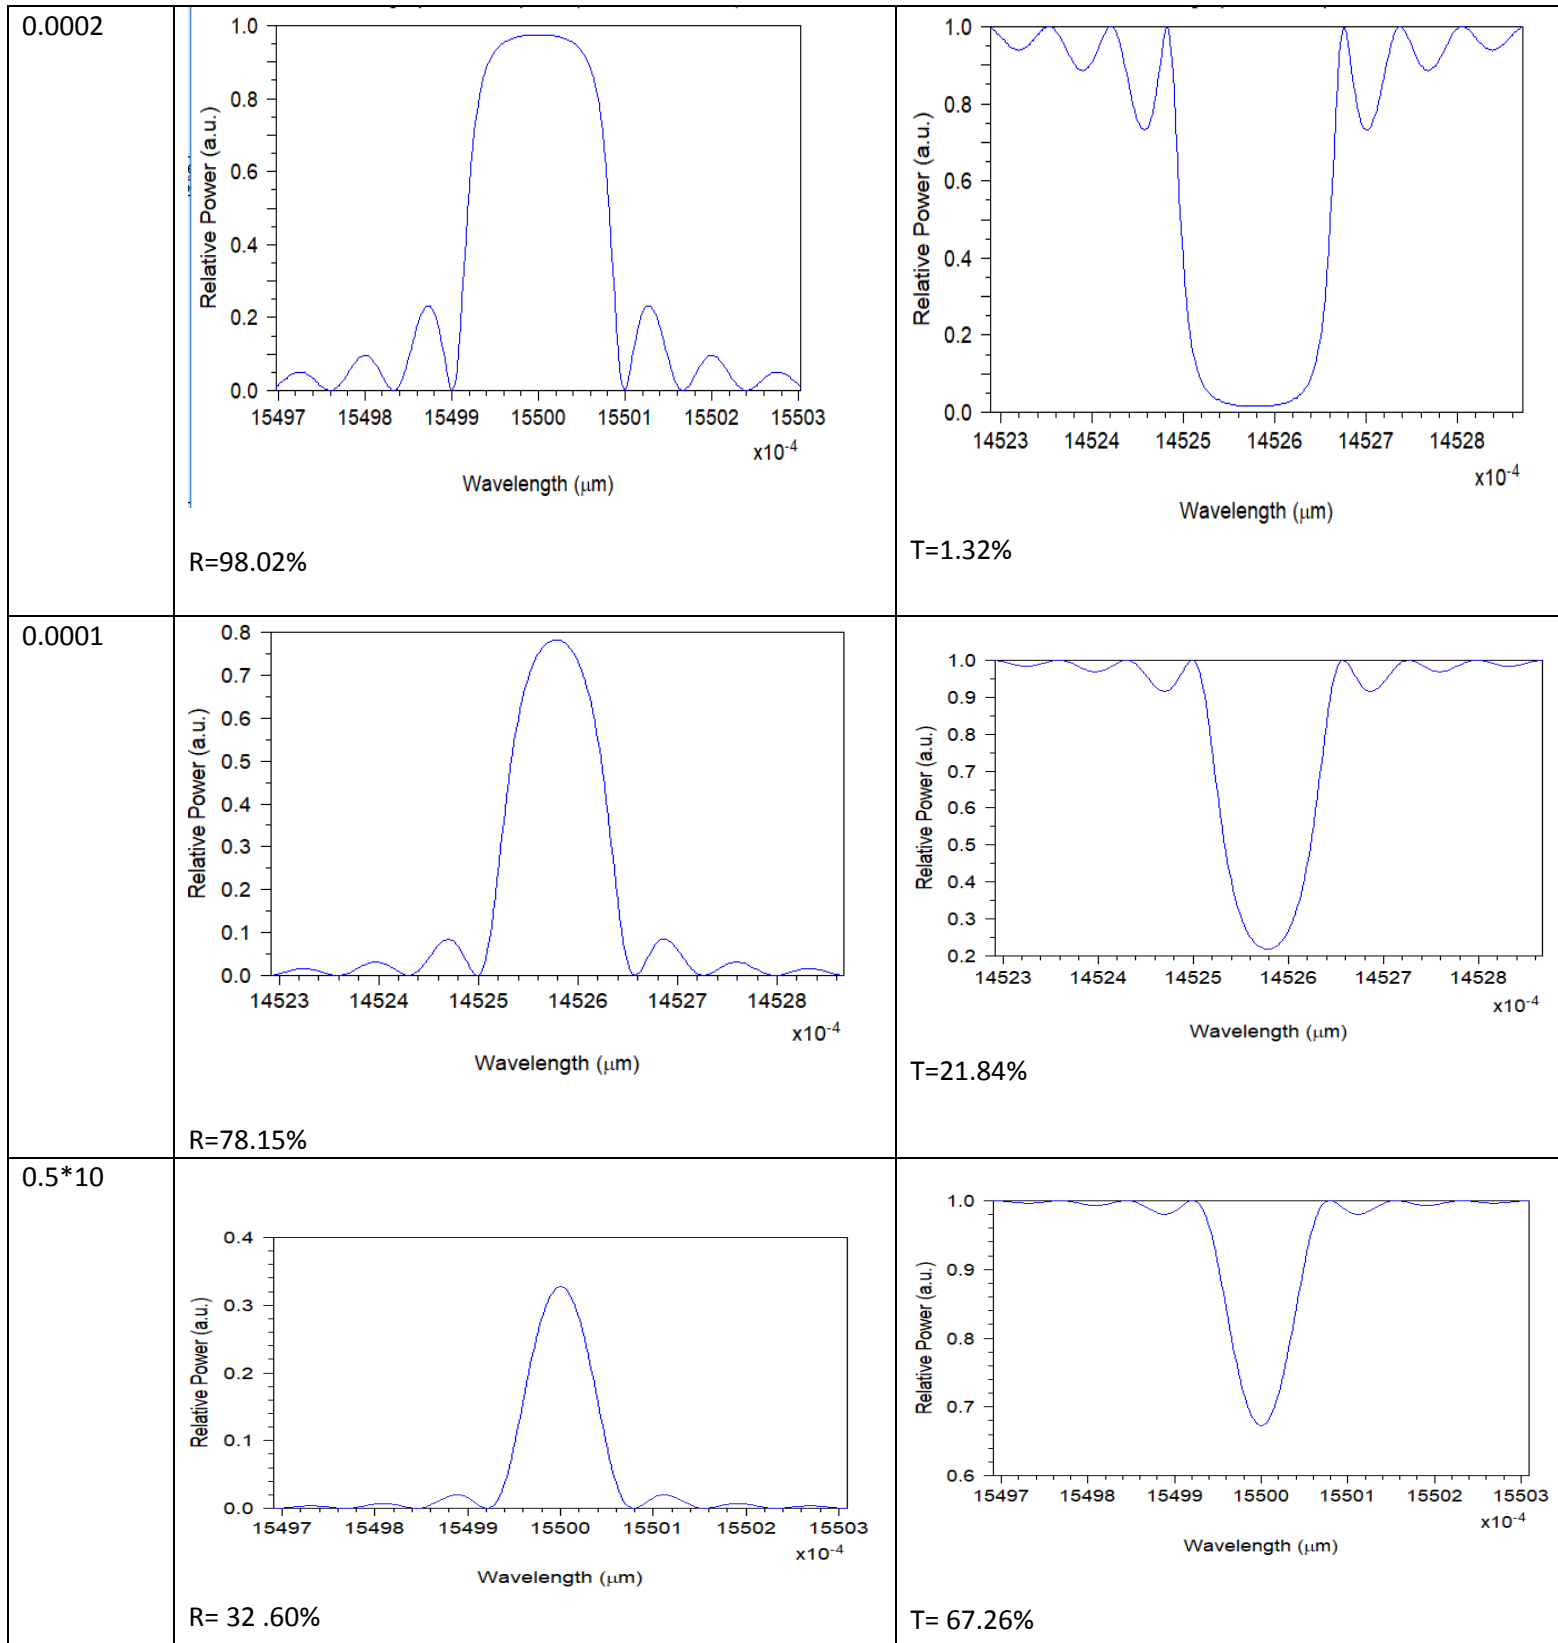 0.0002
1.0
0.8
0.6
0.4
0.2
0.0
Relative Power (a.u.)
15497 15498 15499 15500 15501 15502 15503
x10-4
Wavelength (μm)
R=98.02%
1.0
0.8
0.6
0.4
0.2
0.0
Relative Power (a.u.)
14523 14524 14525 14526 14527 14528
x10-4
Wavelength (μm)
T=1.32%
0.0001
0.8
0.7
0.6
0.5
0.4
0.3
0.2
0.1
0.0
Relative Power (a.u.)
14523 14524 14525 14526 14527 14528
x10-4
Wavelength (μm)
R=78.15%
1.0
0.9
0.8
0.7
0.6
0.5
0.4
0.3
0.2
Relative Power (a.u.)
14523 14524 14525 14526 14527 14528
x10-4
Wavelength (μm)
T=21.84%
0.5*10
0.4
0.3
0.2
0.1
0.0
Relative Power (a.u.)
15497 15498 15499 15500 15501 15502 15503
x10-4
Wavelength (μm)
R= 32 .60%
1.0
0.9
0.8
0.7
0.6
Relative Power (a.u.)
15497 15498 15499 15500 15501 15502 15503
x10-4
Wavelength (μm)
T= 67.26%